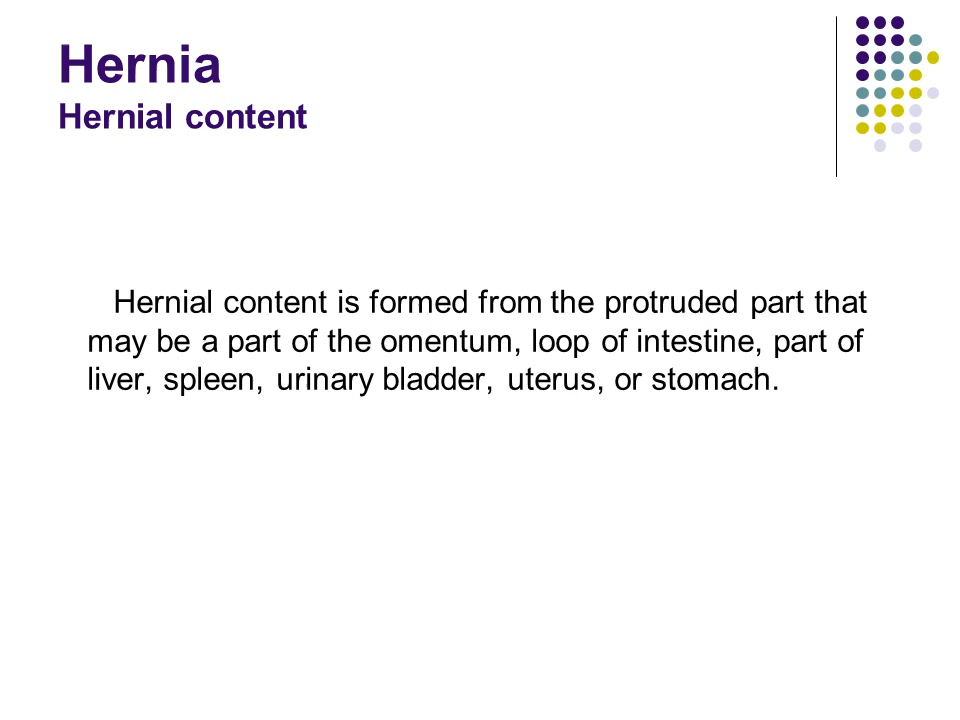 Hernia
Hernial content
Hernial content is formed from the protruded part that
may be a part of the omentum, loop of intestine, part of
liver, spleen, urinary bladder, uterus, or stomach.